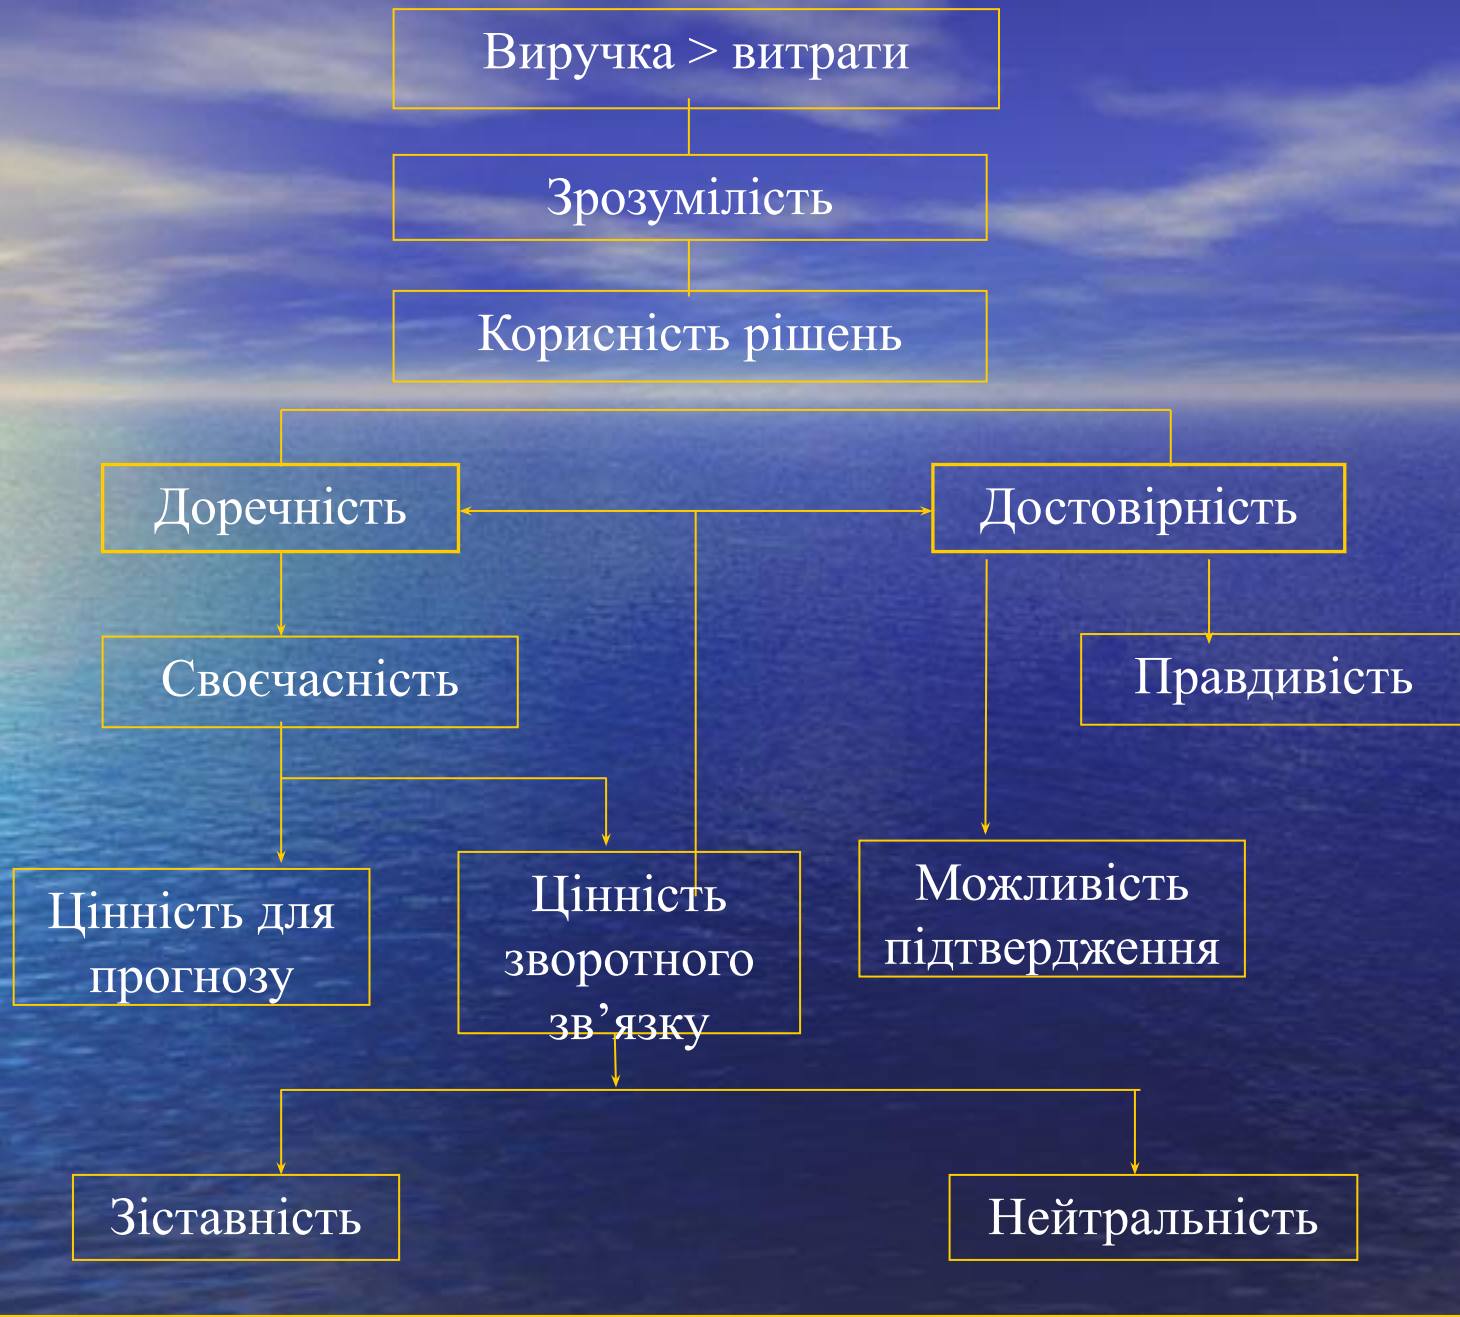 Виручка > витрати
Зрозумілість
Корисність рішень
Доречність
Достовірність
Своєчасність
Правдивість
Цінність для
прогнозу
Цінність
зворотного
зв’язку
Можливість
підтвердження
Зіставність
Нейтральність